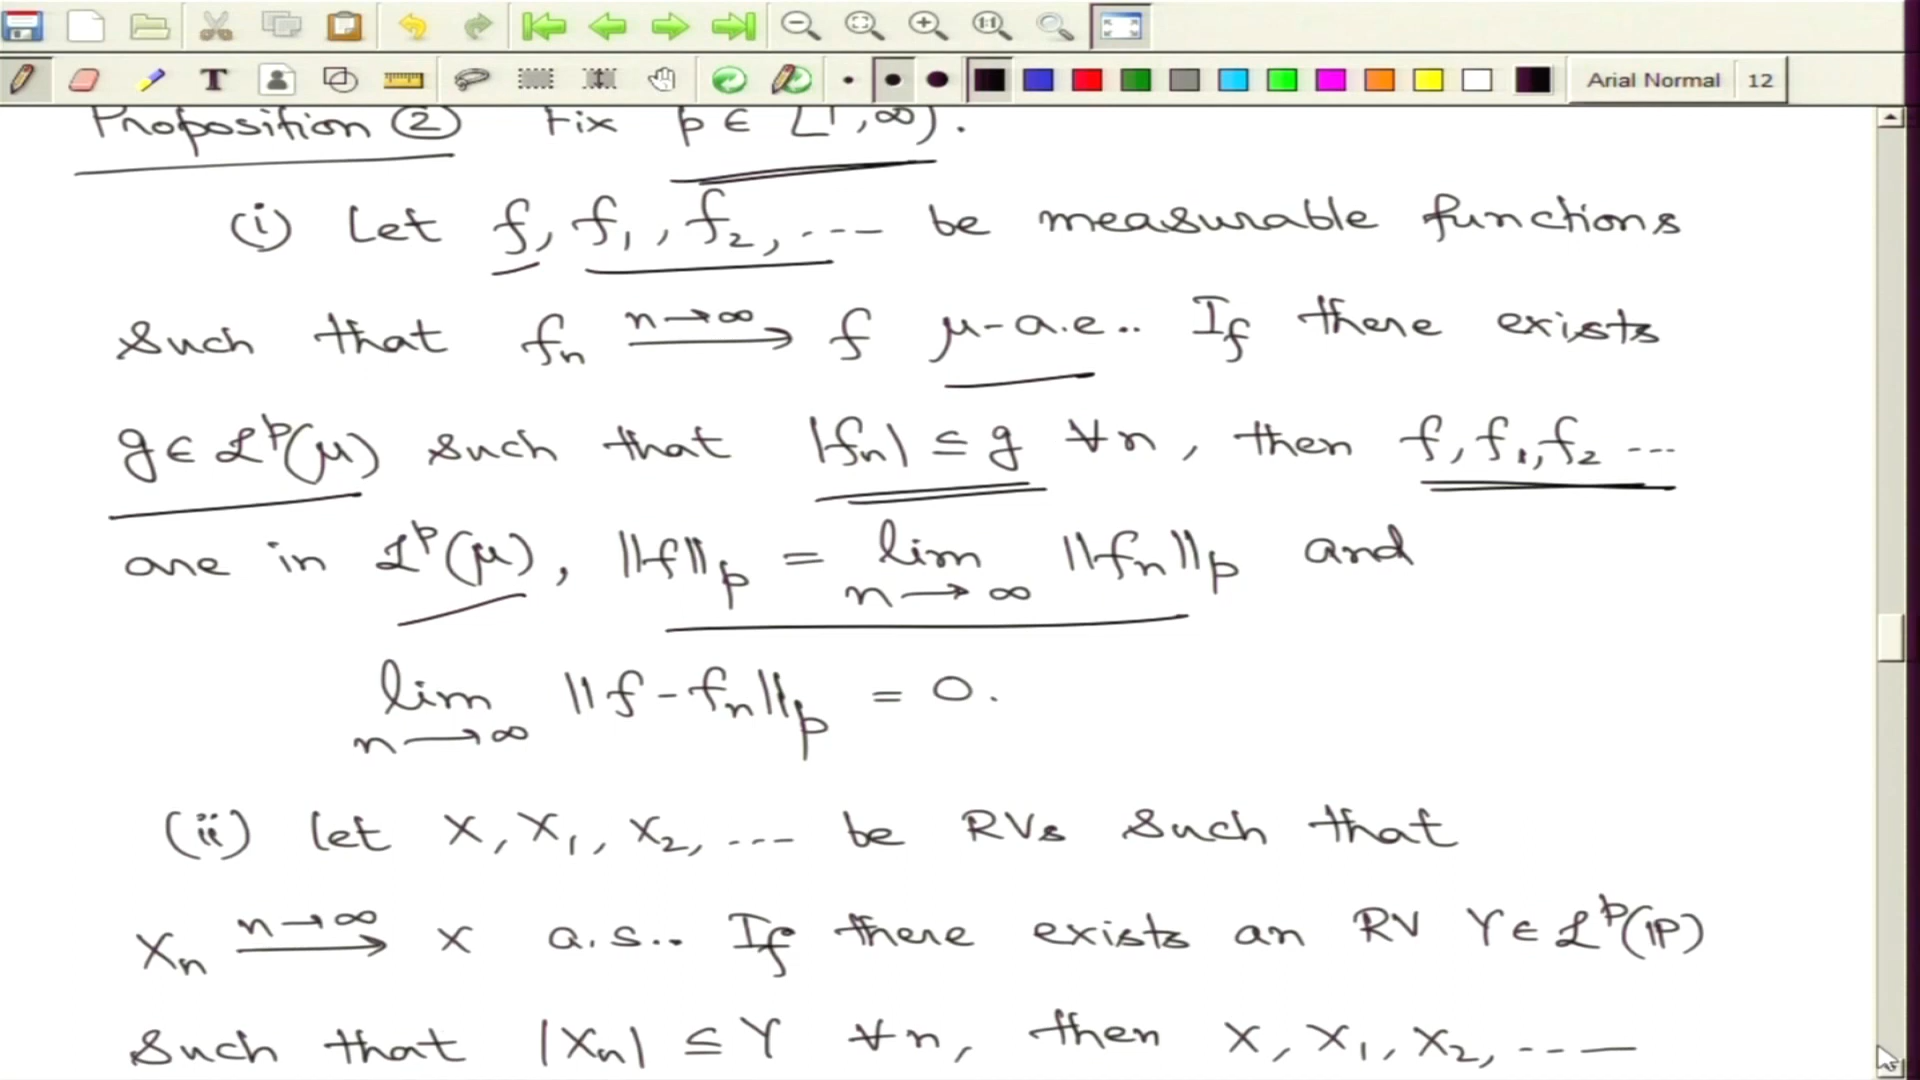 Arial Normal 12
Proposition ② Fix p ∈ [1, ∞).
(i) Let f, f₁, f₂, ... be measurable functions
such that fₙ n→∞ f μ-a.e.. If there exists
g ∈ ℒᵖ(μ) such that |fₙ| ≤ g ∀n, then f, f₁, f₂ ...
are in ℒᵖ(μ), ‖f‖ₚ = lim n→∞ ‖fₙ‖ₚ and
lim n→∞ ‖f - fₙ‖ₚ = 0.
(ii) Let X, X₁, X₂, ... be RVs such that
Xₙ n→∞ X a.s.. If there exists an RV Y ∈ ℒᵖ(ℙ)
such that |Xₙ| ≤ Y ∀n, then X, X₁, X₂, ...